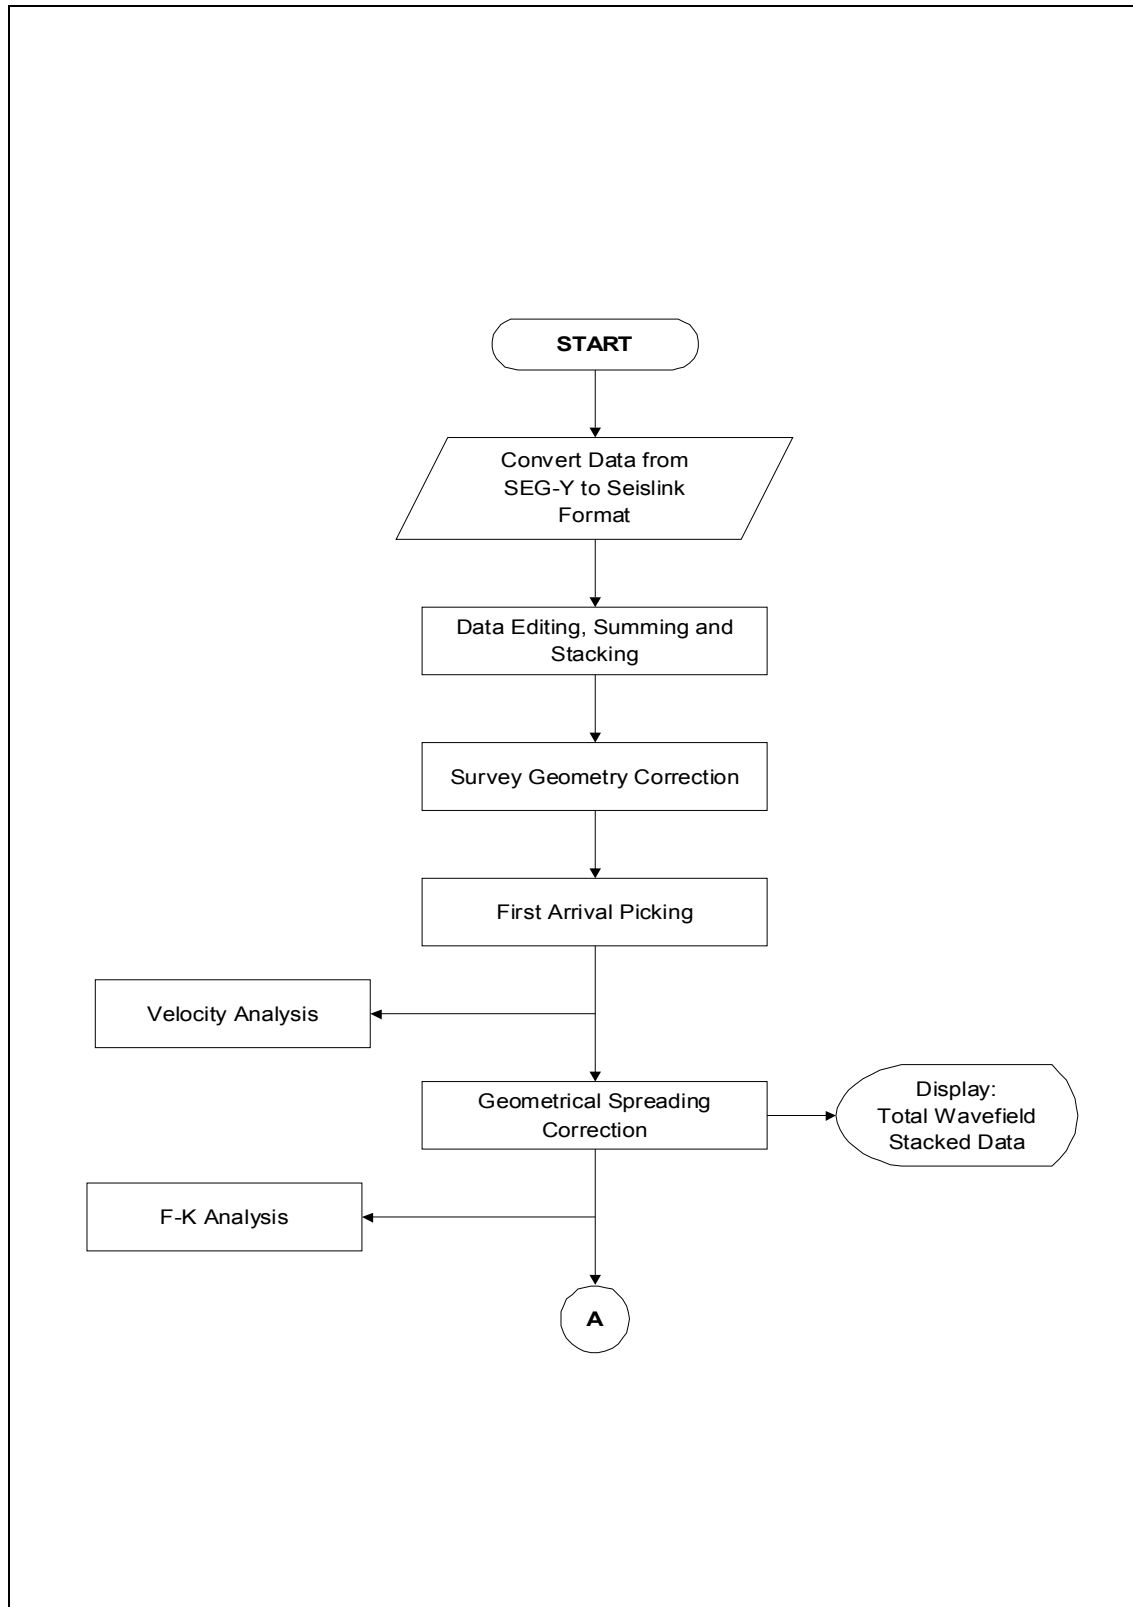 START
Convert Data from
SEG-Y to Seislink
Format
Data Editing, Summing and
Stacking
Survey Geometry Correction
First Arrival Picking
Velocity Analysis
Geometrical Spreading
Correction
Display:
Total Wavefield
Stacked Data
F-K Analysis
A